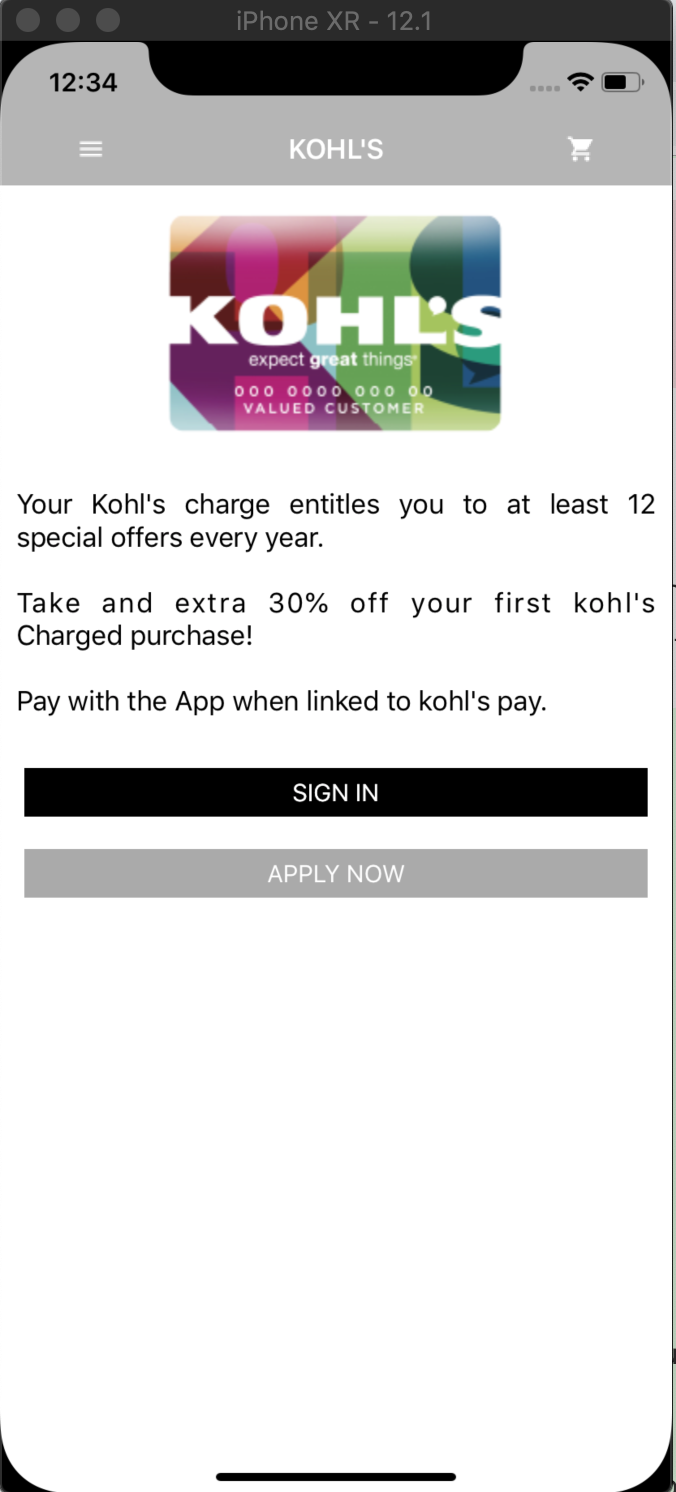 iPhone XR - 12.1
12:34
KOHL'S
KOHL'S
expect great things®
000 0000 000 00
VALUED CUSTOMER
Your Kohl's charge entitles you to at least 12
special offers every year.
Take and extra 30% off your first kohl's
Charged purchase!
Pay with the App when linked to kohl's pay.
SIGN IN
APPLY NOW